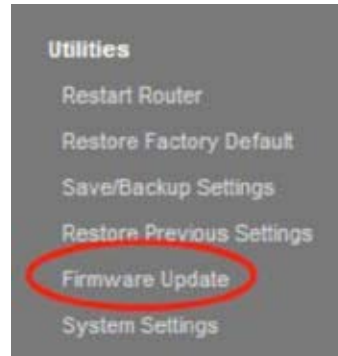 Utilities
Restart Router
Restore Factory Default
Save/Backup Settings
Restore Previous Settings
Firmware Update
System Settings